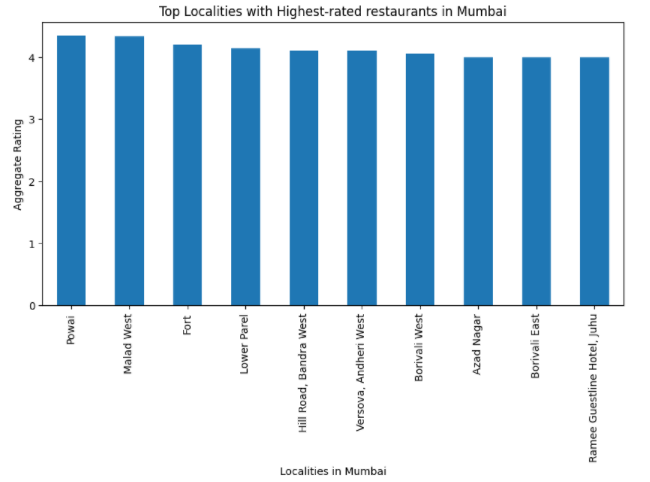 Top Localities with Highest-rated restaurants in Mumbai
Aggregate Rating
4
3
2
1
0
Powai
Malad West
Fort
Lower Parel
Hill Road, Bandra West
Versova, Andheri West
Borivali West
Azad Nagar
Borivali East
Ramee Guestline Hotel, Juhu
Localities in Mumbai